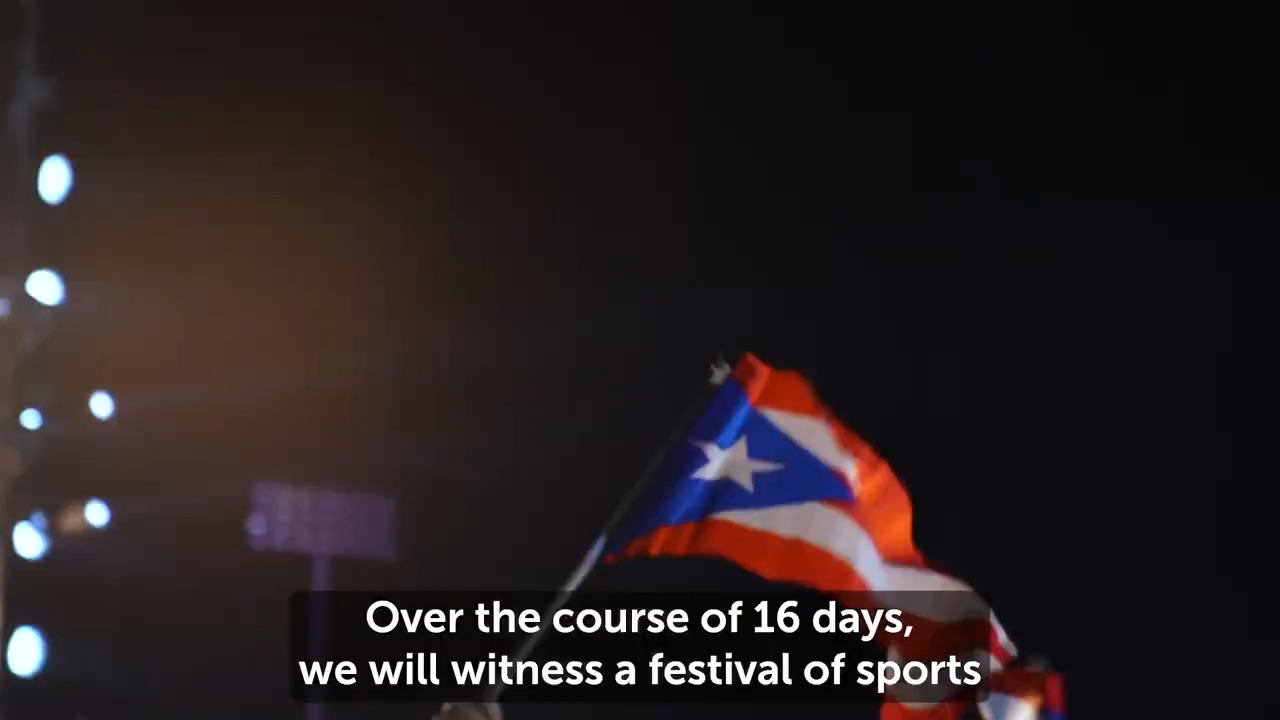 Over the course of 16 days,
we will witness a festival of sports